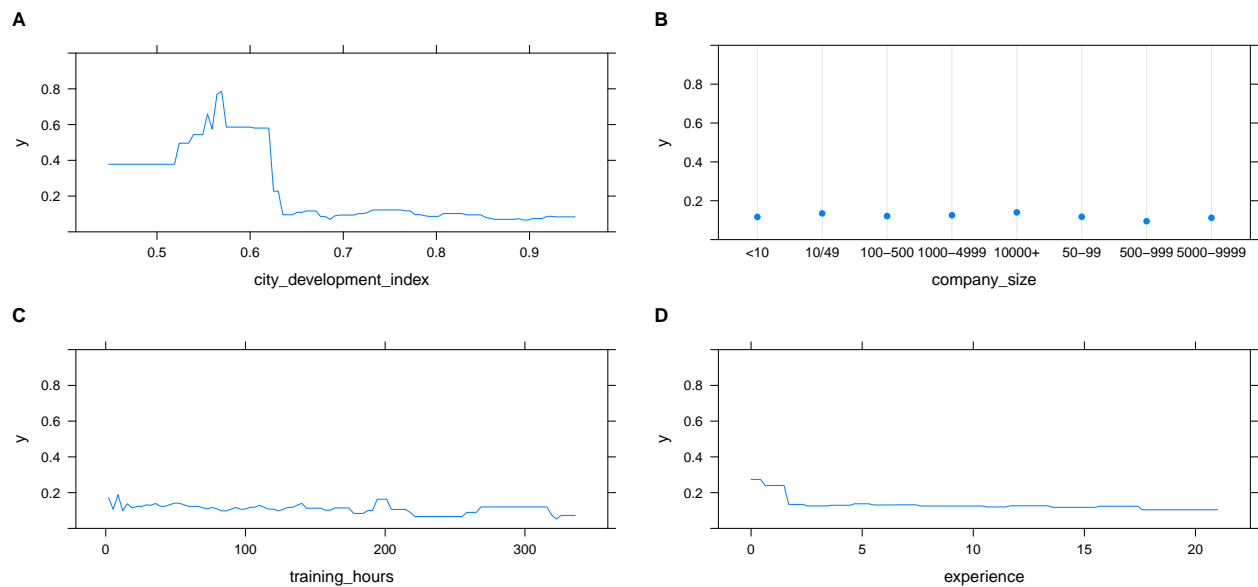 A
0.8
0.6
0.4
0.2
y
0.5 0.6 0.7 0.8 0.9
city_development_index
B
0.8
0.6
0.4
0.2
y
<10 10/49 100−500 1000−4999 10000+ 50−99 500−999 5000−9999
company_size
C
0.8
0.6
0.4
0.2
y
0 100 200 300
training_hours
D
0.8
0.6
0.4
0.2
y
0 5 10 15 20
experience